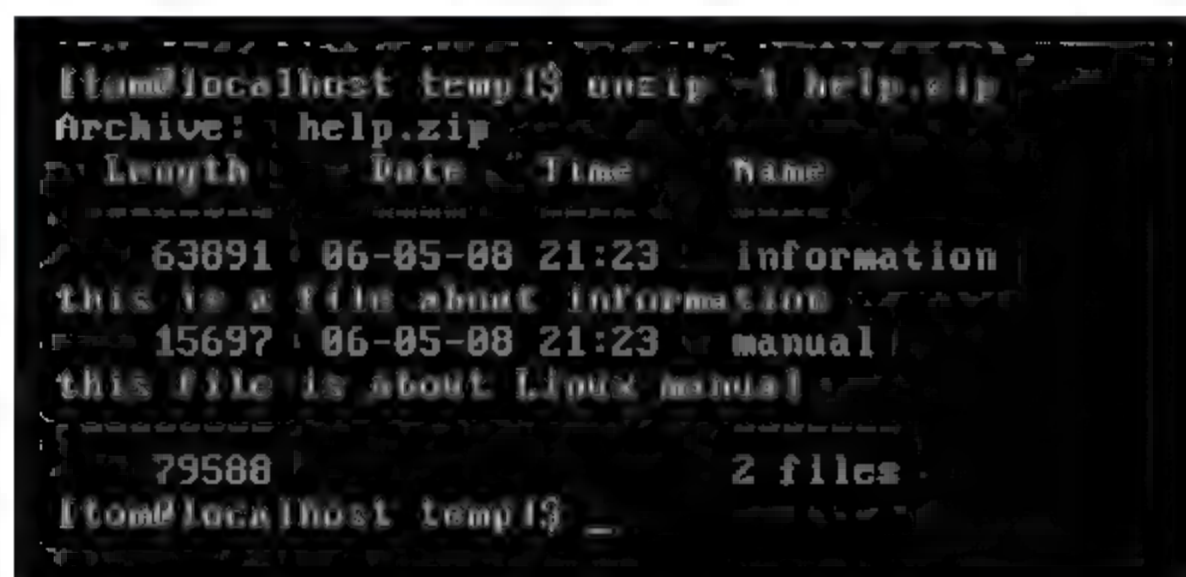 [tom@localhost temp]$ unzip -l help.zip
Archive:  help.zip
  Length     Date   Time    Name
 --------    ----   ----    ----
    63891  06-05-08 21:23   information
this is a file about information
    15697  06-05-08 21:23   manual
this file is about Linux manual
 --------                   -------
    79588                   2 files
[tom@localhost temp]$ _